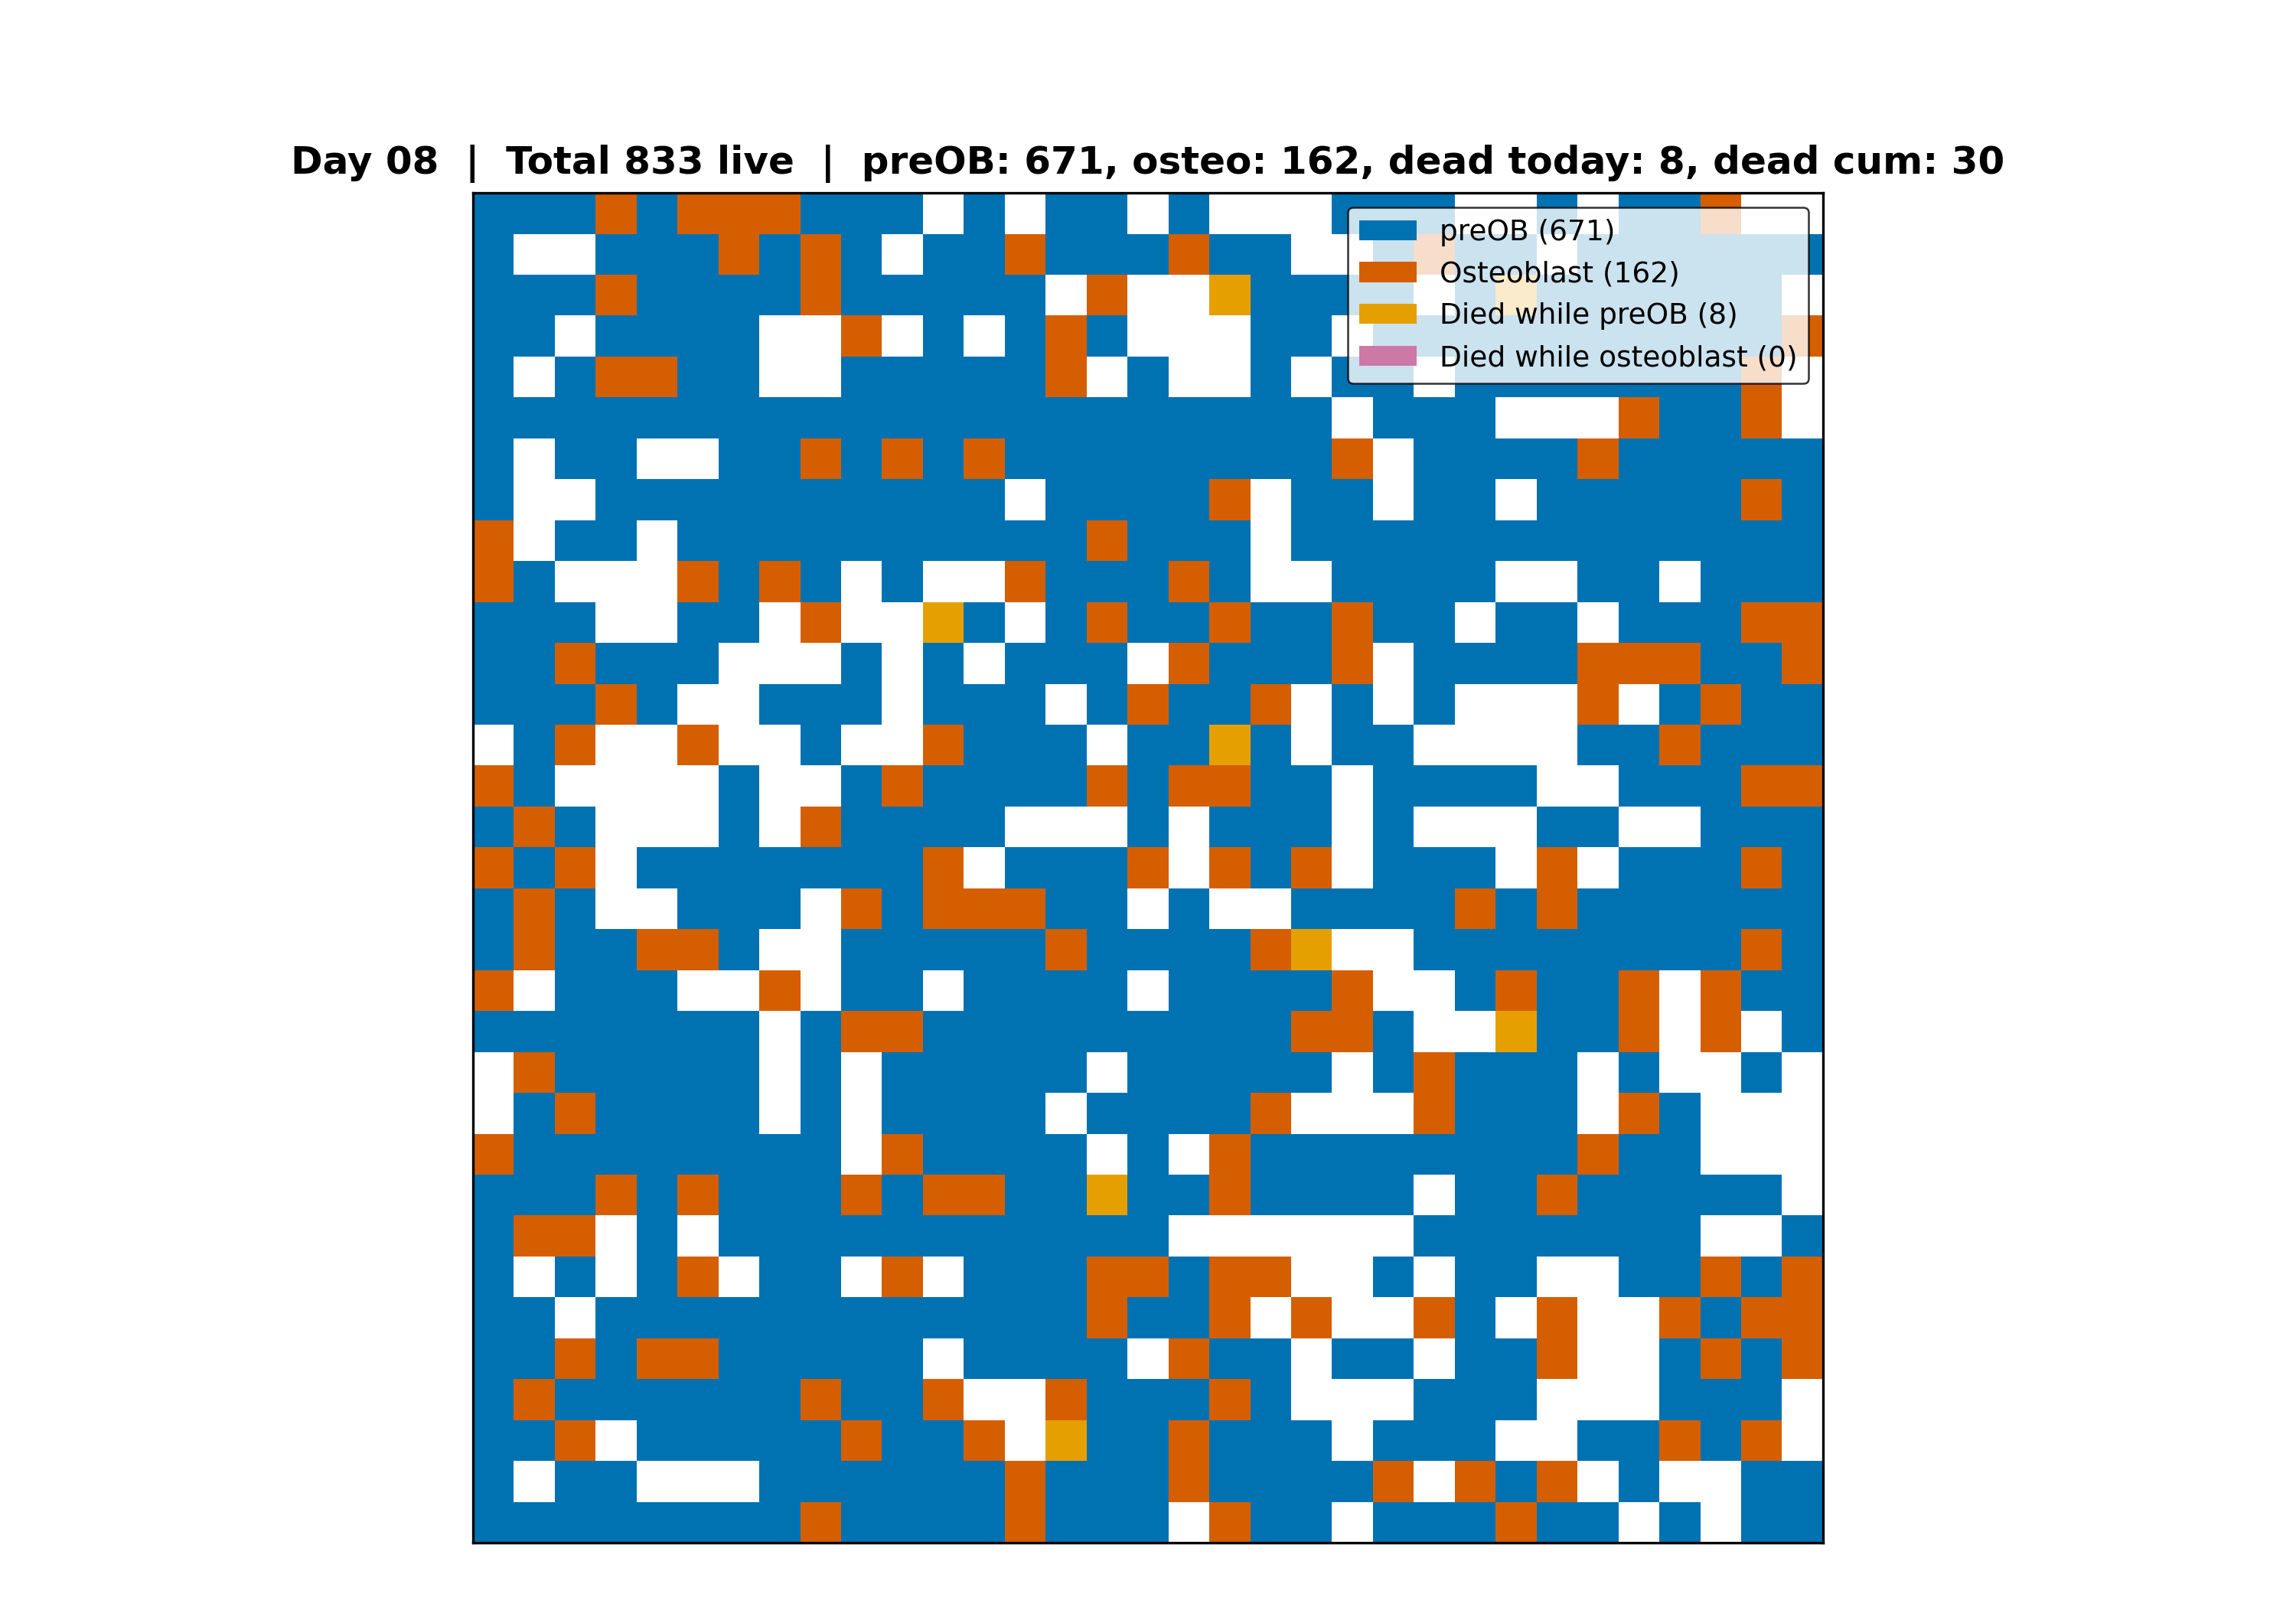 Day 08 | Total 833 live | preOB: 671, osteo: 162, dead today: 8, dead cum: 30
preOB (671)
Osteoblast (162)
Died while preOB (8)
Died while osteoblast (0)